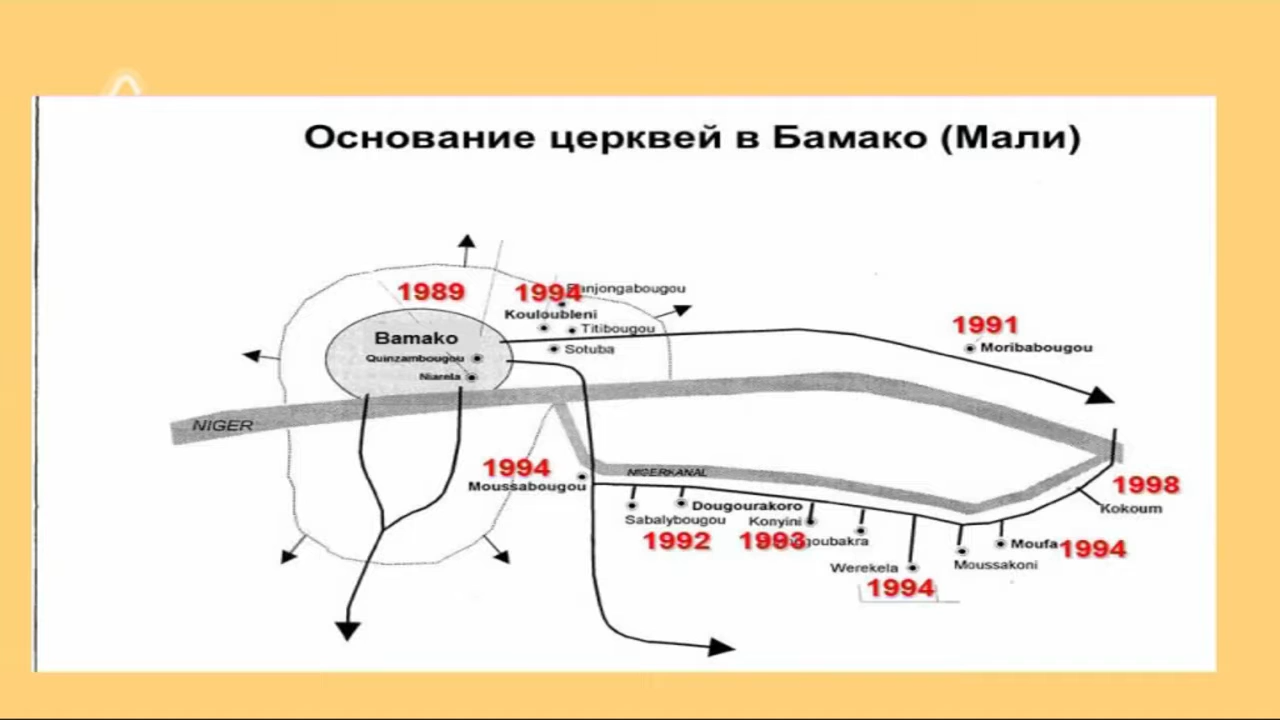 Основание церквей в Бамако (Мали)
1989
1994
Kouloubleni
Titibougou
Sotuba
Bamako
Quinzambougou
Niarela
1991
Moribabougou
NIGER
1994
Moussabougou
NIGERKANAL
Sabalybougou
Dougourakoro
Konyini
1992
1993
Werekela
1994
Moussakoni
Moufa
1994
1998
Kokoum